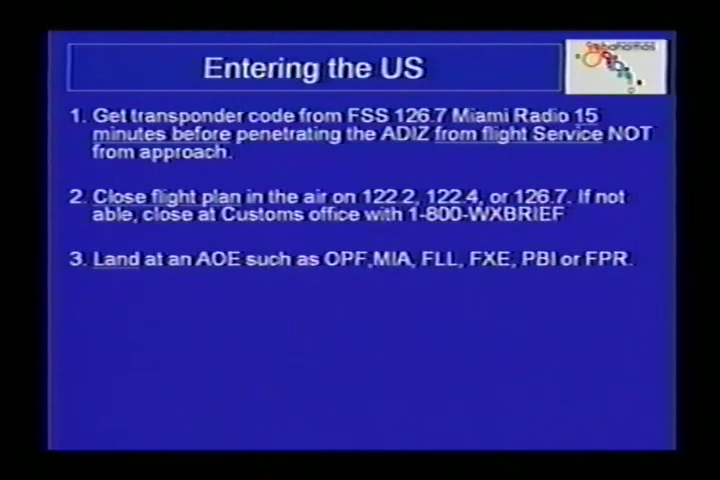 Entering the US
bahamas
1. Get transponder code from FSS 126.7 Miami Radio 15
minutes before penetrating the ADIZ from flight Service NOT
from approach.
2. Close flight plan in the air on 122.2, 122.4, or 126.7. If not
able, close at Customs office with 1-800-WXBRIEF
3. Land at an AOE such as OPF,MIA, FLL, FXE, PBI or FPR.